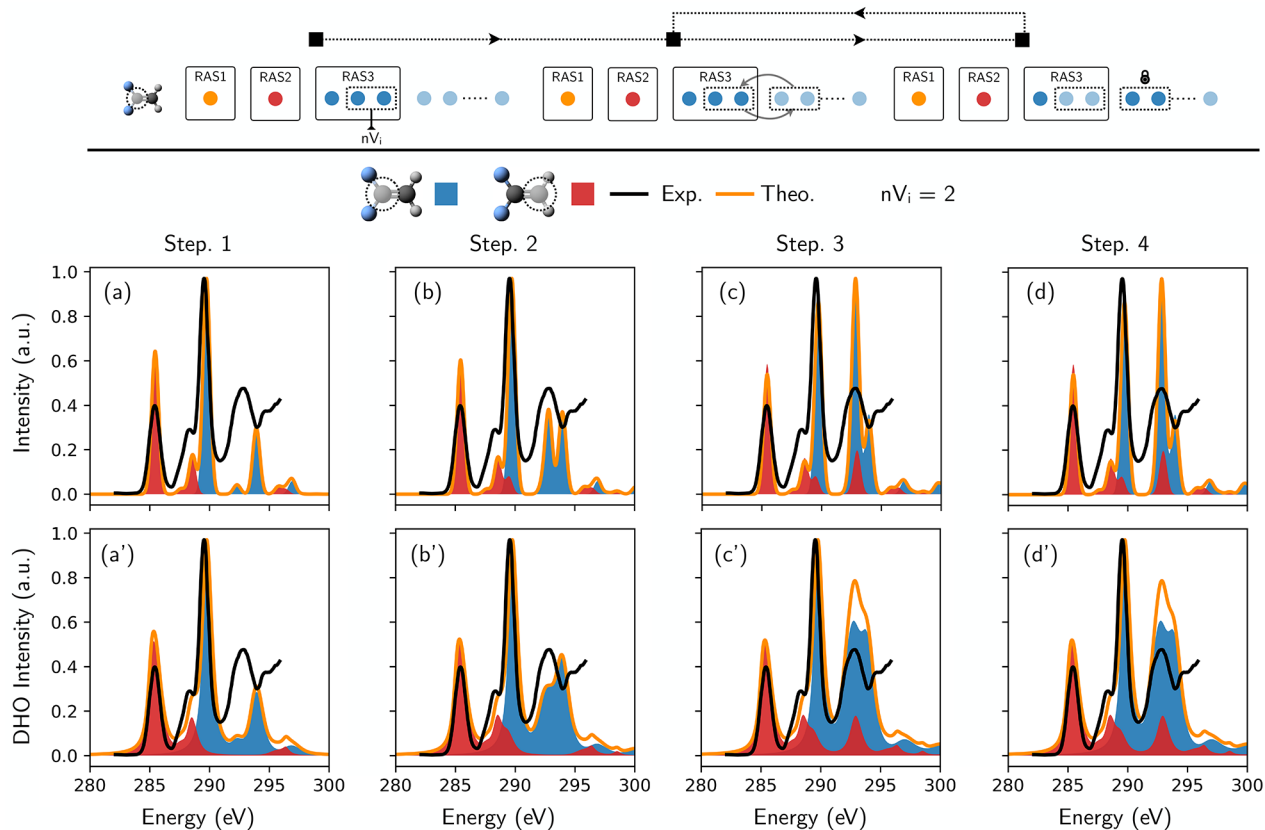 RAS1 RAS2 RAS3 RAS1 RAS2 RAS3 RAS1 RAS2 RAS3
nVᵢ
Exp. Theo. nVᵢ = 2
Step. 1 Step. 2 Step. 3 Step. 4
Intensity (a.u.)
1.0
0.8
0.6
0.4
0.2
0.0
(a) (b) (c) (d)
DHO Intensity (a.u.)
1.0
0.8
0.6
0.4
0.2
0.0
(a') (b') (c') (d')
280 285 290 295 300 280 285 290 295 300 280 285 290 295 300 280 285 290 295 300
Energy (eV) Energy (eV) Energy (eV) Energy (eV)